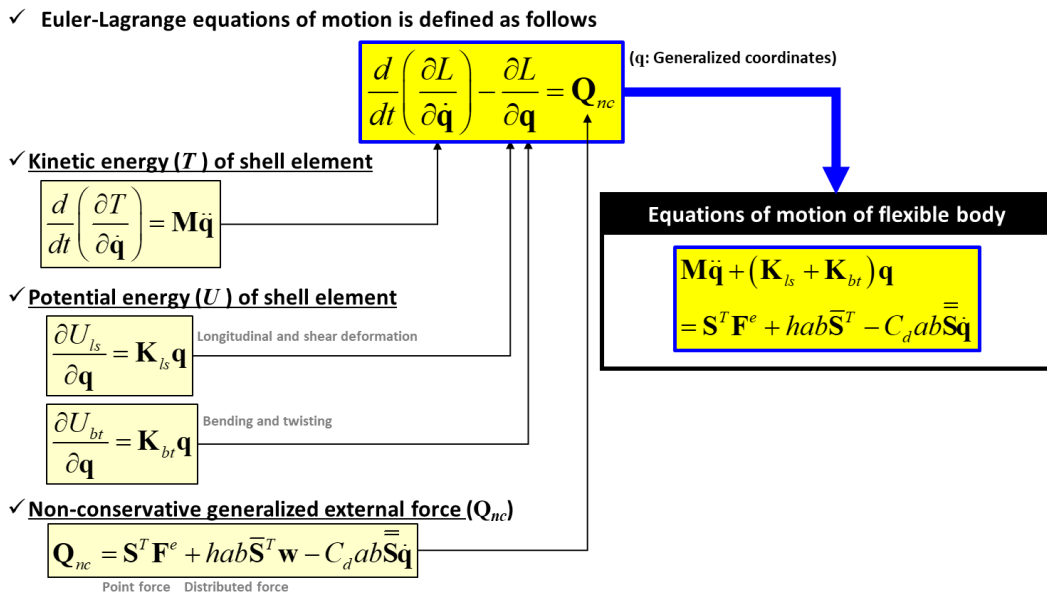 ✓ Euler-Lagrange equations of motion is defined as follows
d/dt (∂L/∂q̇) − ∂L/∂q = Q_nc
(q: Generalized coordinates)
✓ Kinetic energy (T ) of shell element
d/dt (∂T/∂q̇) = Mq̈
Equations of motion of flexible body
Mq̈ + (K_ls + K_bt) q
= S^T F^e + habS̅^T − C_d abS̿q̇
✓ Potential energy (U ) of shell element
∂U_ls/∂q = K_ls q
Longitudinal and shear deformation
∂U_bt/∂q = K_bt q
Bending and twisting
✓ Non-conservative generalized external force (Q_nc)
Q_nc = S^T F^e + habS̅^T w − C_d abS̿q̇
Point force Distributed force